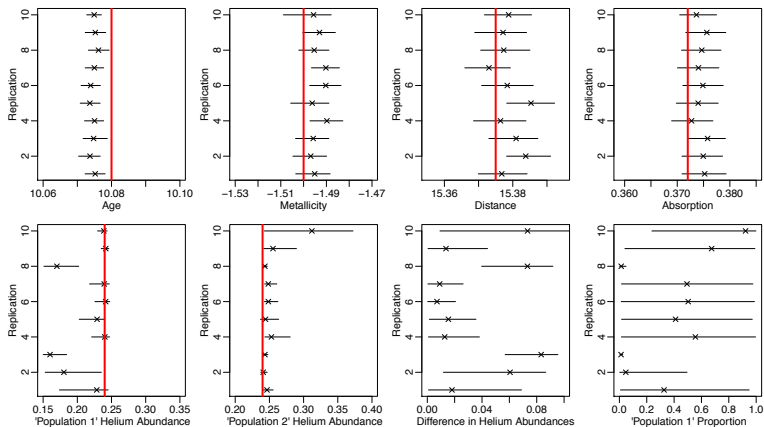 Replication 2 4 6 8 10
10.06 10.08 10.10
Age
Replication 2 4 6 8 10
−1.53 −1.51 −1.49 −1.47
Metallicity
Replication 2 4 6 8 10
15.36 15.38
Distance
Replication 2 4 6 8 10
0.360 0.370 0.380
Absorption
Replication 2 4 6 8 10
0.15 0.20 0.25 0.30 0.35
'Population 1' Helium Abundance
Replication 2 4 6 8 10
0.20 0.25 0.30 0.35 0.40
'Population 2' Helium Abundance
Replication 2 4 6 8 10
0.00 0.04 0.08
Difference in Helium Abundances
Replication 2 4 6 8 10
0.0 0.2 0.4 0.6 0.8 1.0
'Population 1' Proportion